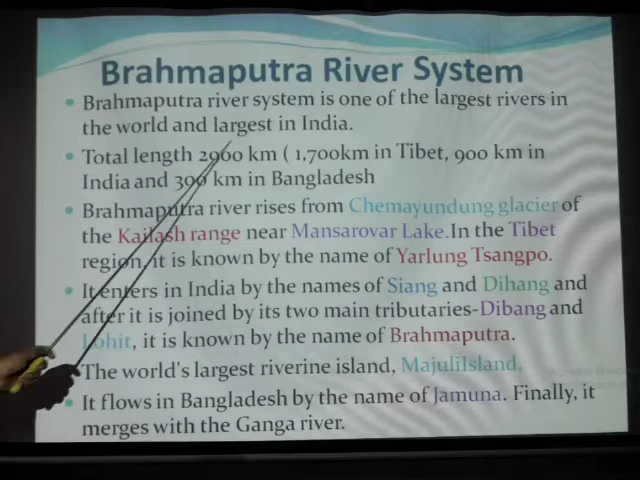 Brahmaputra River System
• Brahmaputra river system is one of the largest rivers in
the world and largest in India.
• Total length 2960 km ( 1,700km in Tibet, 900 km in
India and 300 km in Bangladesh
• Brahmaputra river rises from Chemayundung glacier of
the Kailash range near Mansarovar Lake.In the Tibet
region, it is known by the name of Yarlung Tsangpo.
• It enters in India by the names of Siang and Dihang and
after it is joined by its two main tributaries-Dibang and
Lohit, it is known by the name of Brahmaputra.
The world's largest riverine island, MajuliIsland.
• It flows in Bangladesh by the name of Jamuna. Finally, it
merges with the Ganga river.